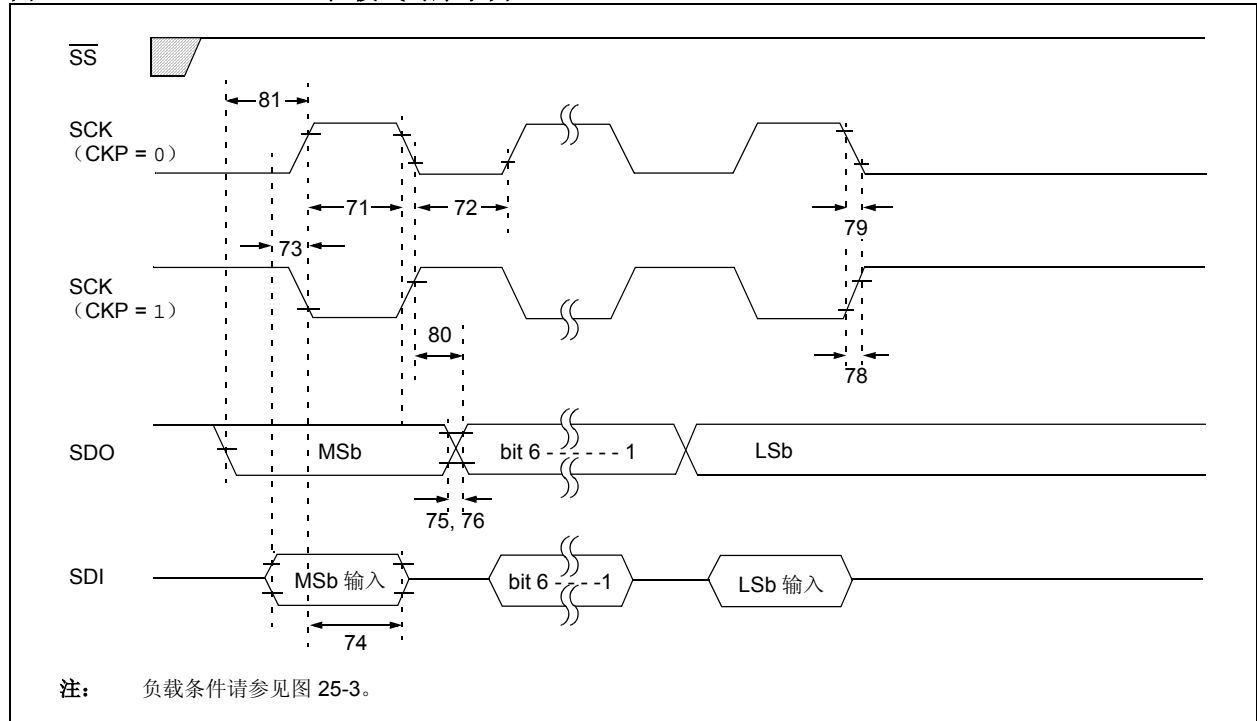 SS
81
SCK
（CKP = 0）
71
72
79
73
SCK
（CKP = 1）
80
78
SDO
MSb
bit 6 - - - - - - - 1
LSb
75, 76
SDI
MSb 输入
bit 6 - - - - -1
LSb 输入
74
注： 负载条件请参见图 25-3。